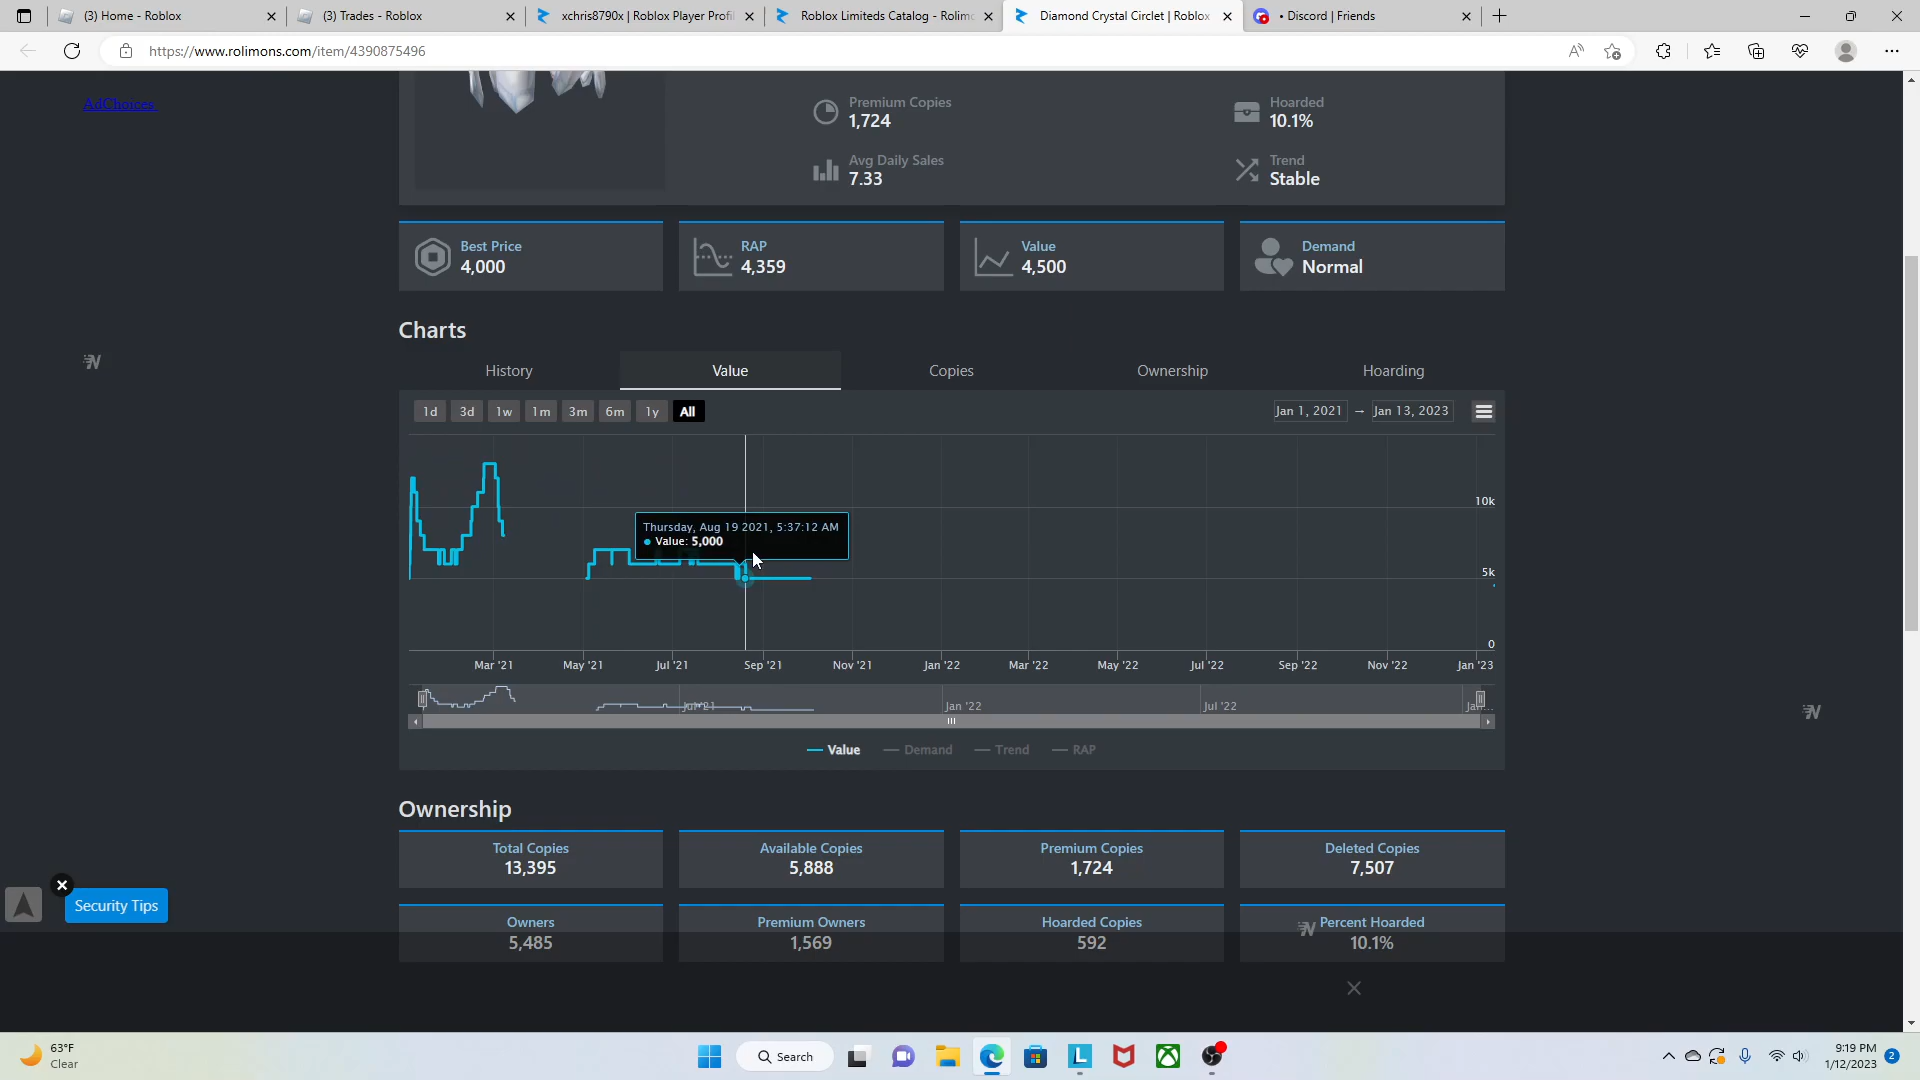 (3) Home - Roblox
(3) Trades - Roblox
xchris8790x | Roblox Player Profi
Roblox Limiteds Catalog - Rolim
Diamond Crystal Circlet | Roblox
• Discord | Friends
https://www.rolimons.com/item/4390875496
AdChoices
Premium Copies
1,724
Hoarded
10.1%
Avg Daily Sales
7.33
Trend
Stable
Best Price
4,000
RAP
4,359
Value
4,500
Demand
Normal
Charts
History
Value
Copies
Ownership
Hoarding
1d 3d 1w 1m 3m 6m 1y All
Jan 1, 2021 → Jan 13, 2023
10k
Thursday, Aug 19 2021, 5:37:12 AM
Value: 5,000
5k
0
Mar '21 May '21 Jul '21 Sep '21 Nov '21 Jan '22 Mar '22 May '22 Jul '22 Sep '22 Nov '22 Jan '23
Jul '21 Jan '22 Jul '22 Ja...
Value Demand Trend RAP
Ownership
Total Copies
13,395
Available Copies
5,888
Premium Copies
1,724
Deleted Copies
7,507
Security Tips
Owners
5,485
Premium Owners
1,569
Hoarded Copies
592
Percent Hoarded
10.1%
63°F
Clear
Search
9:19 PM
1/12/2023
2